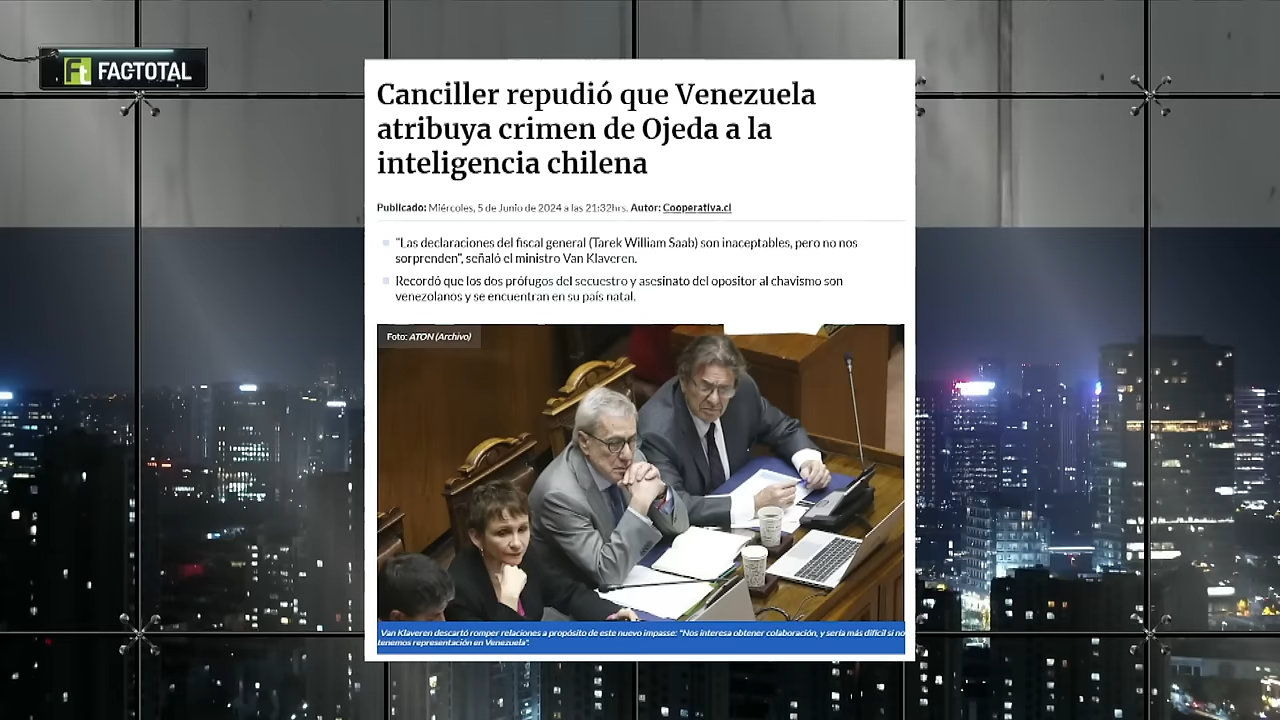 Ft FACTOTAL
Canciller repudió que Venezuela
atribuya crimen de Ojeda a la
inteligencia chilena
Publicado: Miércoles, 5 de Junio de 2024 a las 21:32hrs. Autor: Cooperativa.cl
"Las declaraciones del fiscal general (Tarek William Saab) son inaceptables, pero no nos
sorprenden", señaló el ministro Van Klaveren.
Recordó que los dos prófugos del secuestro y asesinato del opositor al chavismo son
venezolanos y se encuentran en su país natal.
Foto: ATON (Archivo)
Van Klaveren descartó romper relaciones a propósito de este nuevo impasse: "Nos interesa obtener colaboración, y sería más difícil si no
tenemos representación en Venezuela".